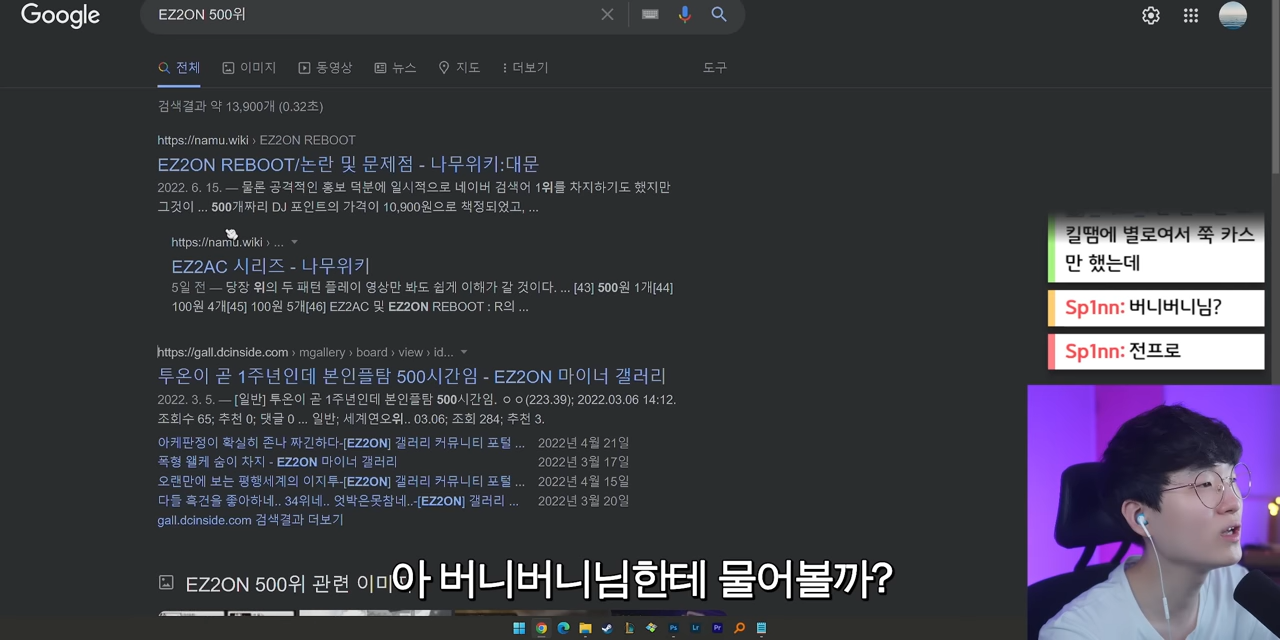 Google
EZ2ON 500위
전체
이미지
동영상
뉴스
지도
더보기
도구
검색결과 약 13,900개 (0.32초)
https://namu.wiki › EZ2ON REBOOT
EZ2ON REBOOT/논란 및 문제점 - 나무위키:대문
2022. 6. 15. — 물론 공격적인 홍보 덕분에 일시적으로 네이버 검색어 1위를 차지하기도 했지만
그것이 ... 500개짜리 DJ 포인트의 가격이 10,900원으로 책정되었고, ...
https://namu.wiki › ...
EZ2AC 시리즈 - 나무위키
5일 전 — 당장 위의 두 패턴 플레이 영상만 봐도 쉽게 이해가 갈 것이다. ... [43] 500원 1개[44]
100원 4개[45] 100원 5개[46] EZ2AC 및 EZ2ON REBOOT : R의 ...
https://gall.dcinside.com › mgallery › board › view › id...
투온이 곧 1주년인데 본인플탐 500시간임 - EZ2ON 마이너 갤러리
2022. 3. 5. — [일반] 투온이 곧 1주년인데 본인플탐 500시간임. ㅇㅇ(223.39); 2022.03.06 14:12.
조회수 65; 추천 0; 댓글 0 ... 일반; 세계연오위.. 03.06; 조회 284; 추천 3.
아케판정이 확실히 존나 짜긴하다-[EZ2ON] 갤러리 커뮤니티 포털 ... 2022년 4월 21일
폭형 왤케 숨이 차지 - EZ2ON 마이너 갤러리 2022년 3월 17일
오랜만에 보는 평행세계의 이지투-[EZ2ON] 갤러리 커뮤니티 포털 ... 2022년 4월 15일
다들 흑건을 좋아하네.. 34위네.. 엇박은못참네..-[EZ2ON] 갤러리 ... 2022년 3월 20일
gall.dcinside.com 검색결과 더보기
EZ2ON 500위 관련 이미
킬땜에 별로여서 쭉 카스
만 했는데
Sp1nn: 버니버니님?
Sp1nn: 전프로
아 버니버니님한테 물어볼까?